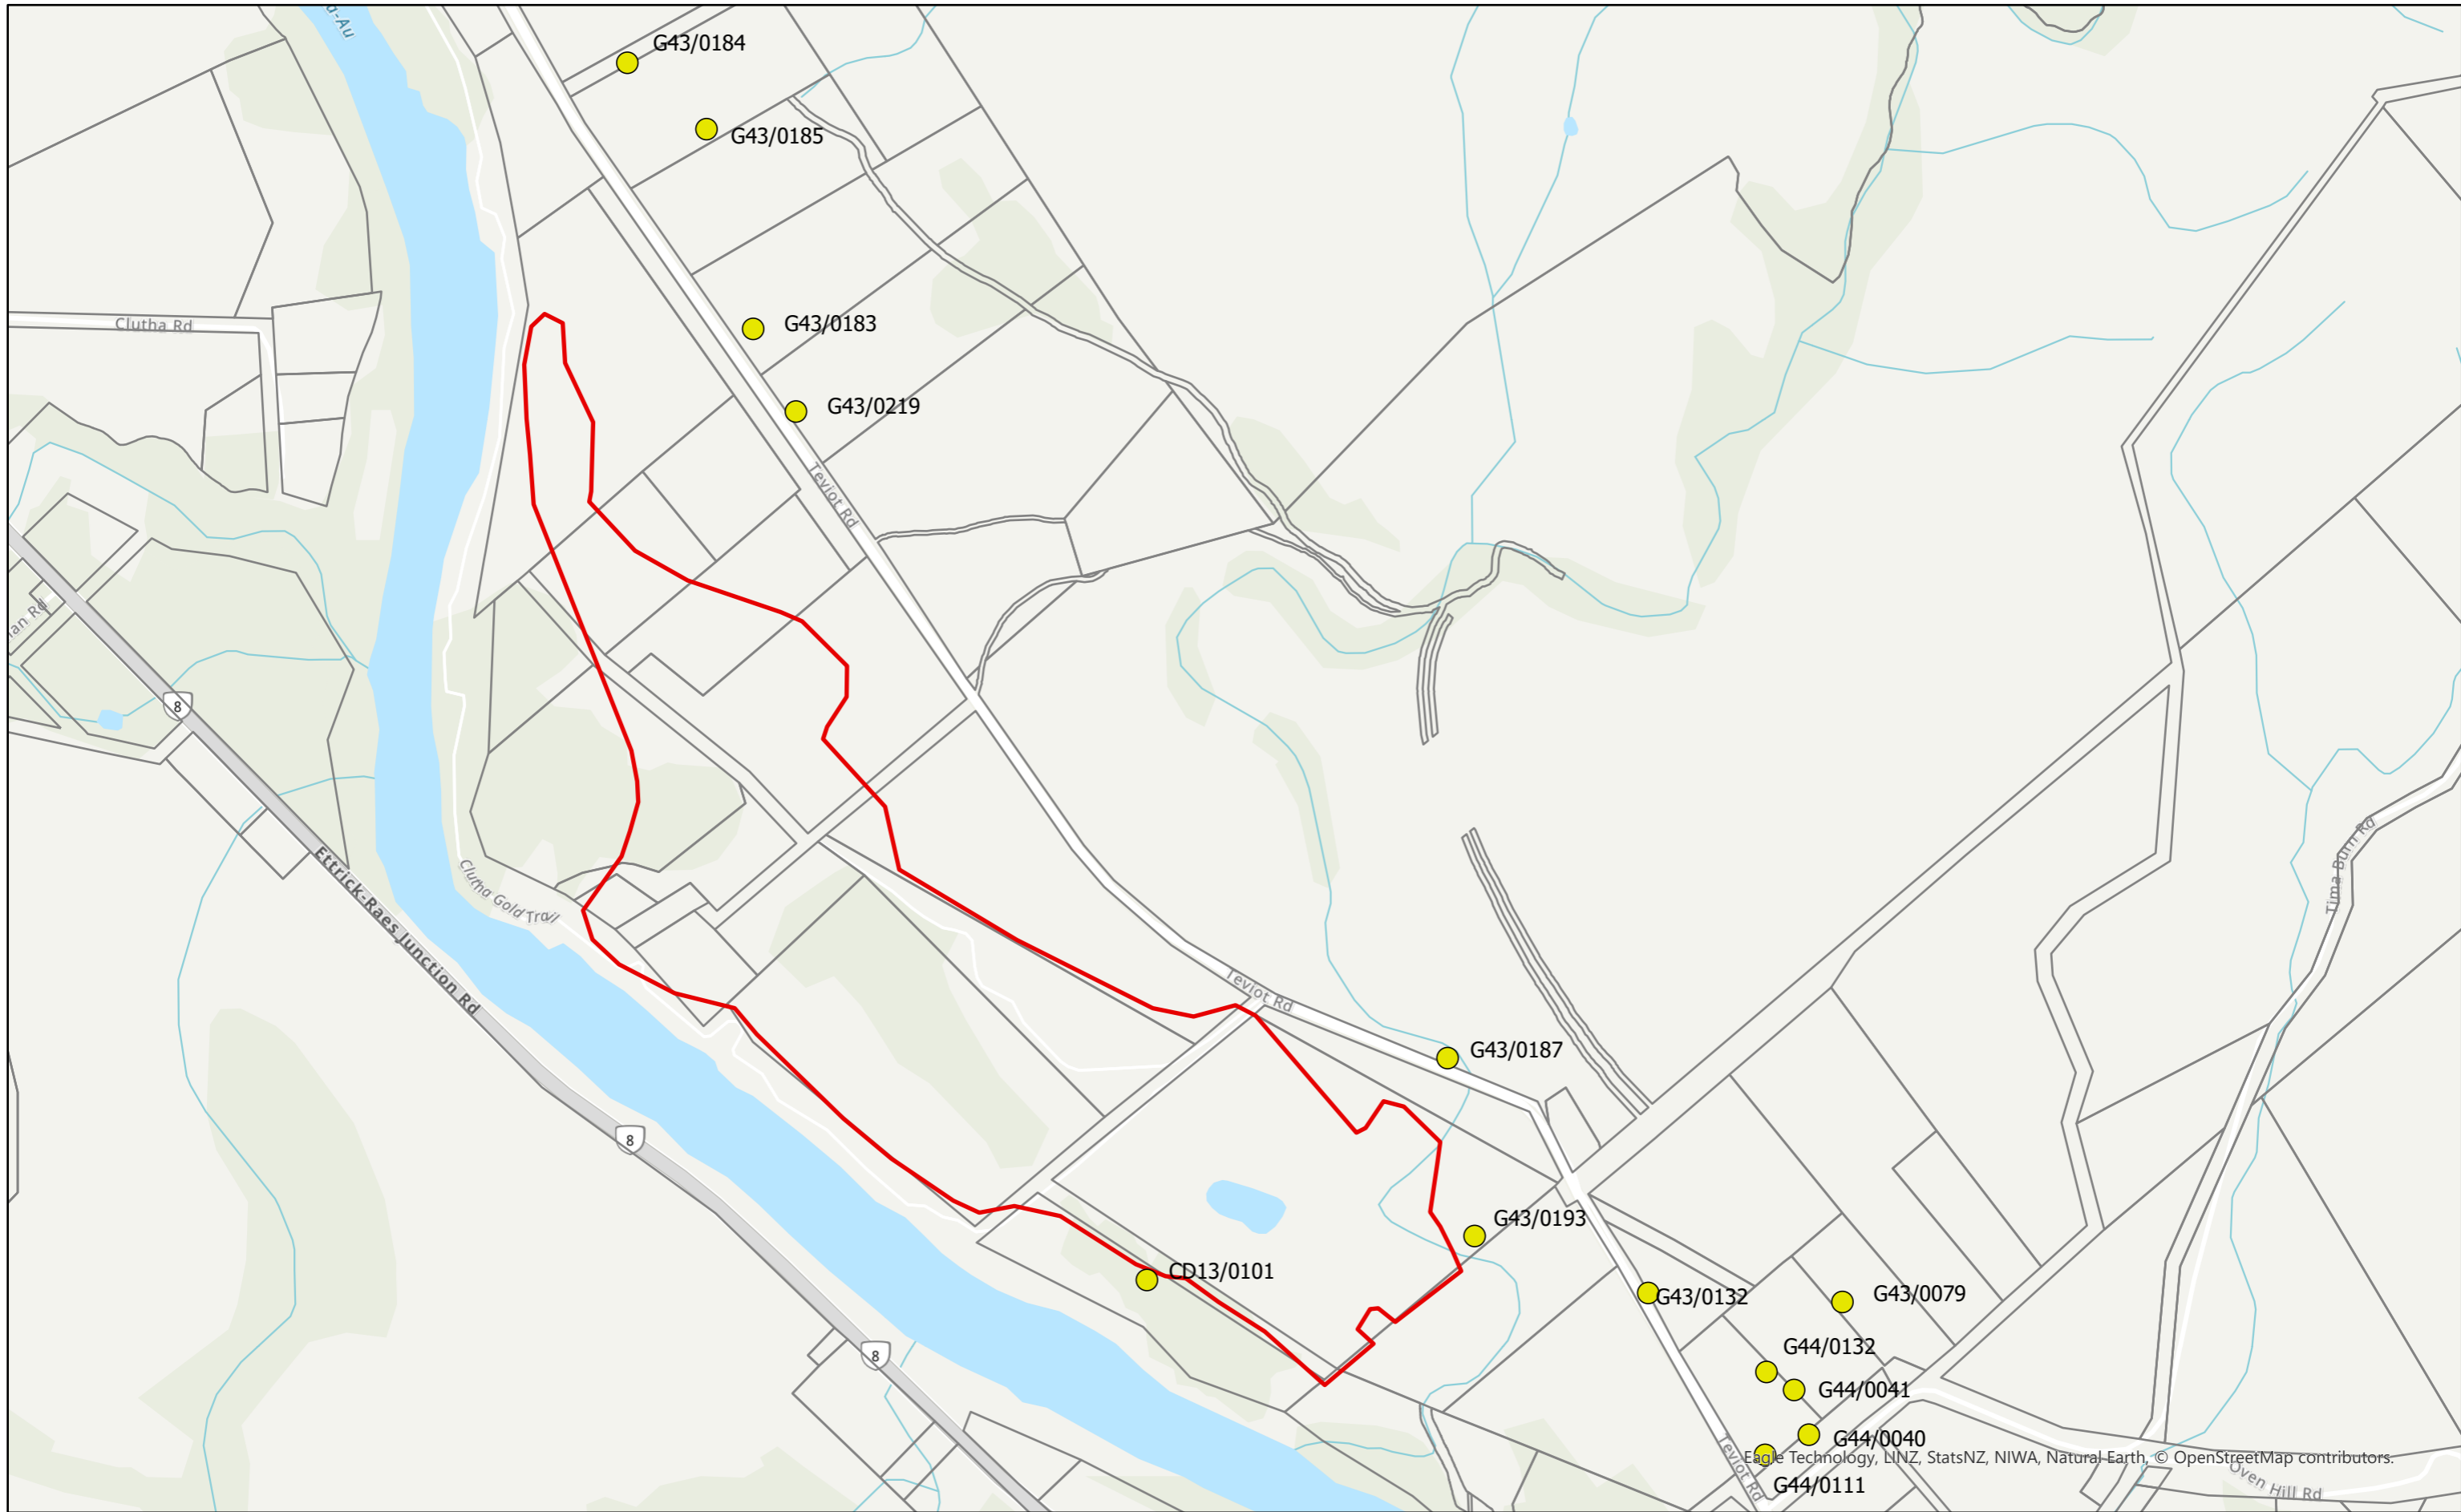 a-Au
G43/0184
G43/0185
Clutha Rd
G43/0183
G43/0219
Teviot Rd
8
Ettrick-Raes Junction Rd
Clutha Gold Trail
Tima Burn Rd
Teviot Rd
G43/0187
8
G43/0193
CD13/0101
G43/0132
G43/0079
8
G44/0132
G44/0041
G44/0040
Teviot Rd
Eagle Technology, LINZ, StatsNZ, NIWA, Natural Earth, © OpenStreetMap contributors.
G44/0111
Oven Hill Rd